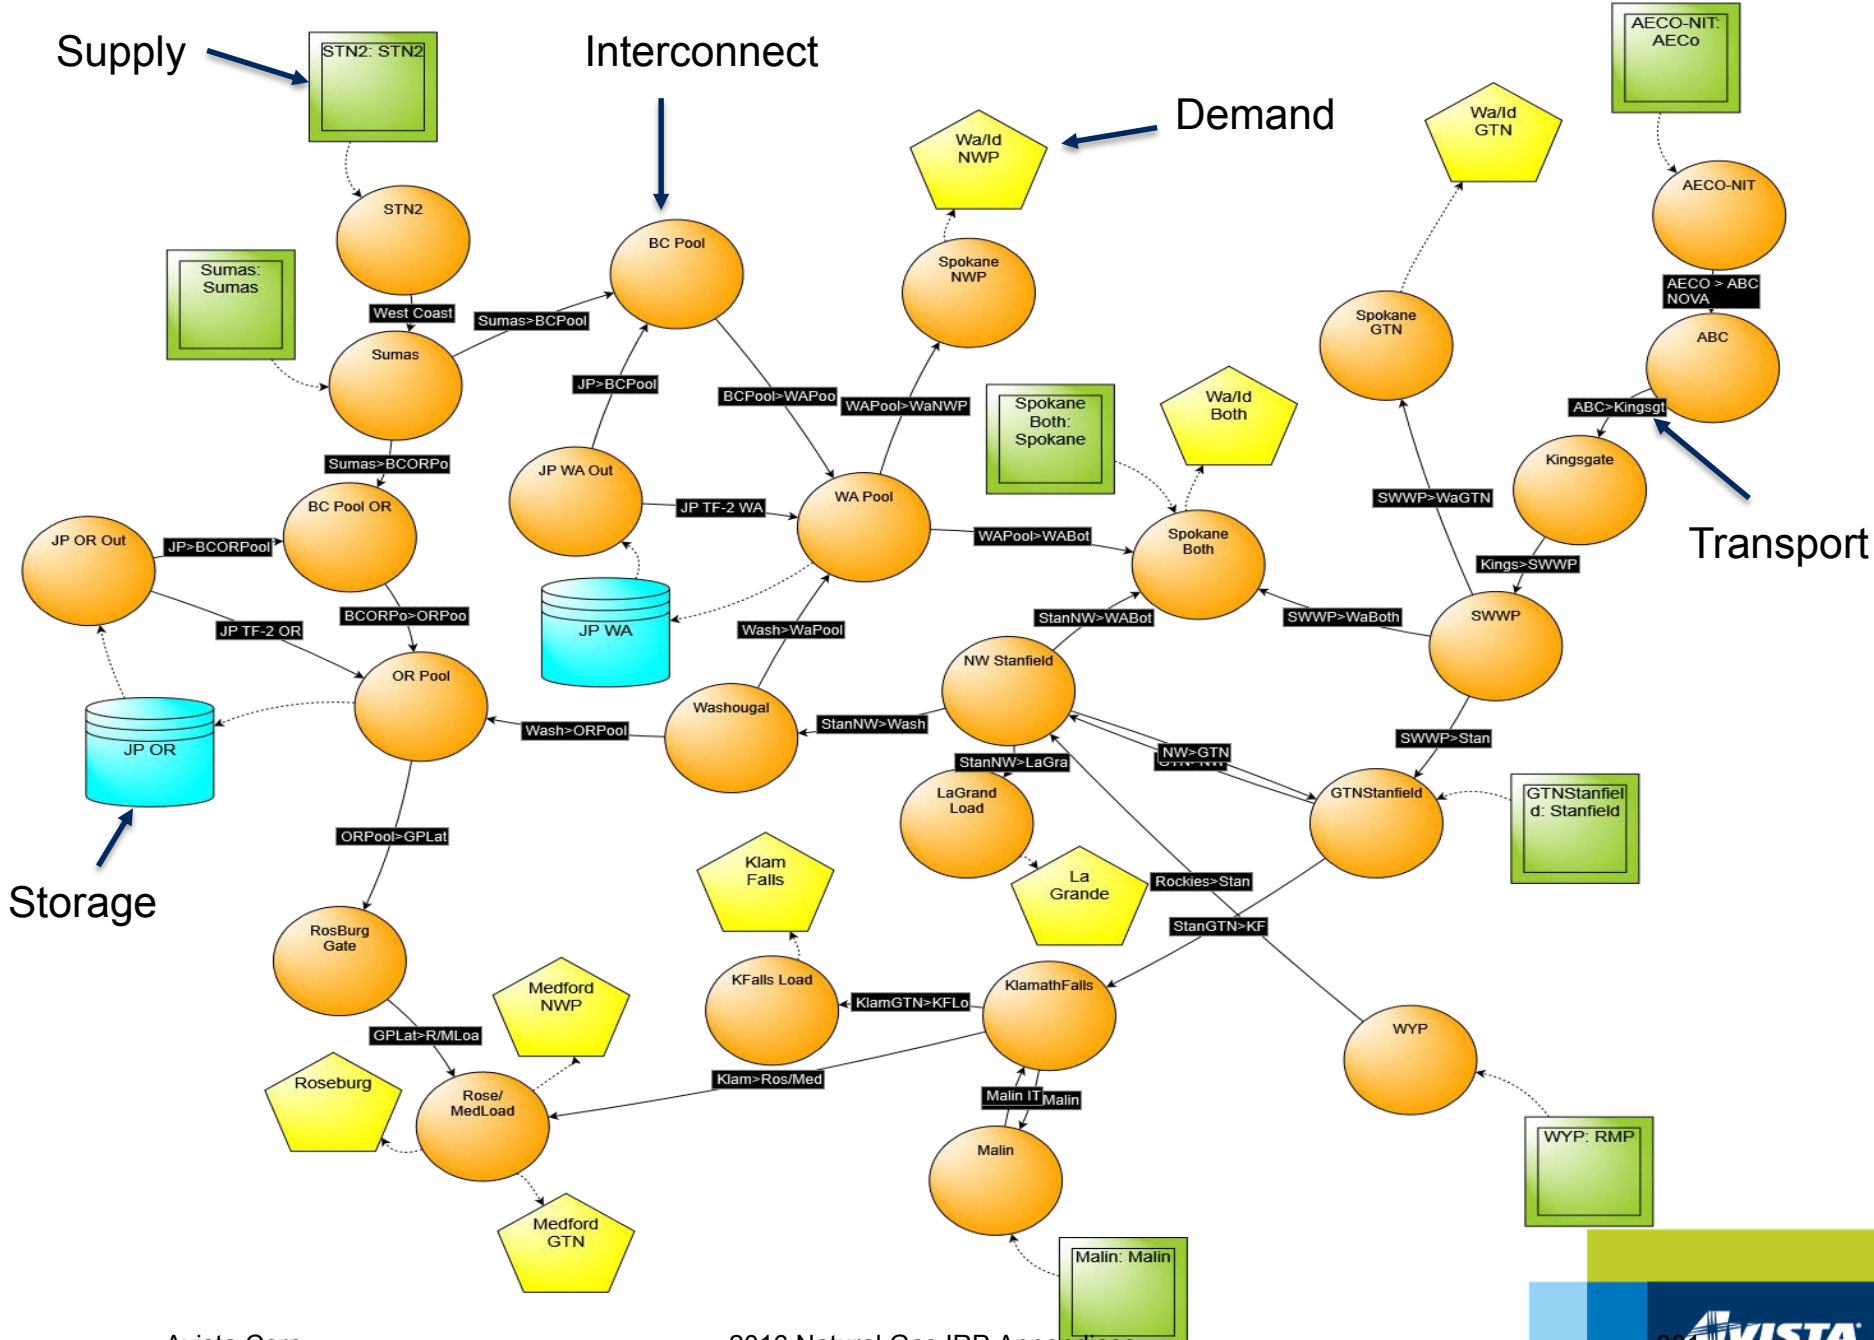 Supply
Interconnect
Demand
Transport
Storage
STN2: STN2
AECO-NIT:
AECo
Wa/Id
GTN
Wa/Id
NWP
STN2
AECO-NIT
BC Pool
Spokane
NWP
Sumas:
Sumas
West Coast
Sumas>BCPool
AECO > ABC
NOVA
Spokane
GTN
ABC
Sumas
JP>BCPool
BCPool>WAPoo
WAPool>WaNWP
Spokane
Both:
Spokane
Wa/Id
Both
ABC>Kingsgt
Sumas>BCORPo
JP WA Out
WA Pool
Kingsgate
SWWP>WaGTN
BC Pool OR
JP TF-2 WA
JP OR Out
JP>BCORPool
WAPool>WABot
Spokane
Both
Kings>SWWP
BCORPo>ORPoo
JP TF-2 OR
JP WA
Wash>WaPool
StanNW>WABot
SWWP>WaBoth
SWWP
OR Pool
NW Stanfield
Washougal
JP OR
Wash>ORPool
StanNW>Wash
NW>GTN
SWWP>Stan
StanNW>LaGra
LaGrand
Load
GTNStanfield
GTNStanfiel
d: Stanfield
ORPool>GPLat
Klam
Falls
La
Grande
Rockies>Stan
StanGTN>KF
RosBurg
Gate
KFalls Load
KlamathFalls
Medford
NWP
KlamGTN>KFLo
GPLat>R/MLoa
WYP
Roseburg
Klam>Ros/Med
Rose/
MedLoad
Malin IT
Malin
Malin
WYP: RMP
Medford
GTN
Malin: Malin
AVISTA